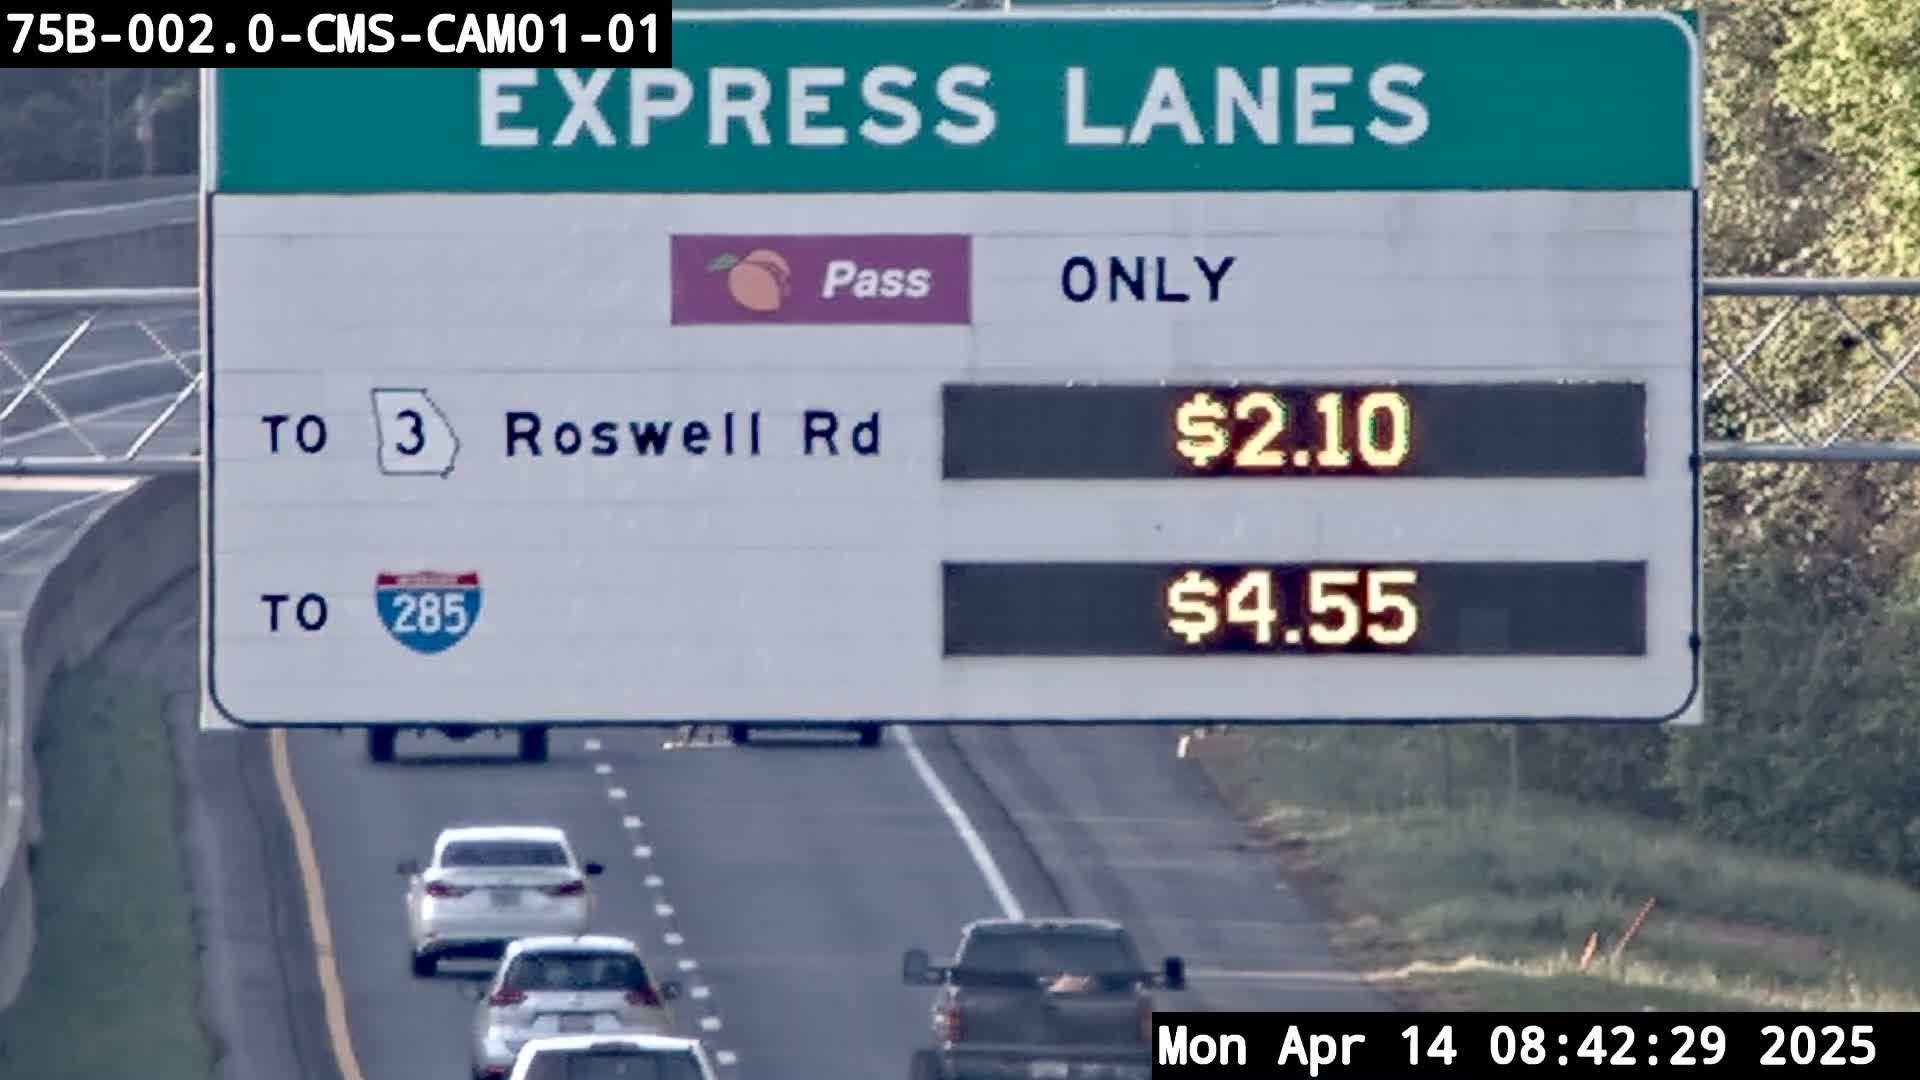 75B-002.0-CMS-CAM01-01
EXPRESS LANES
Pass ONLY
TO 3 Roswell Rd $2.10
TO 285 $4.55
Mon Apr 14 08:42:29 2025